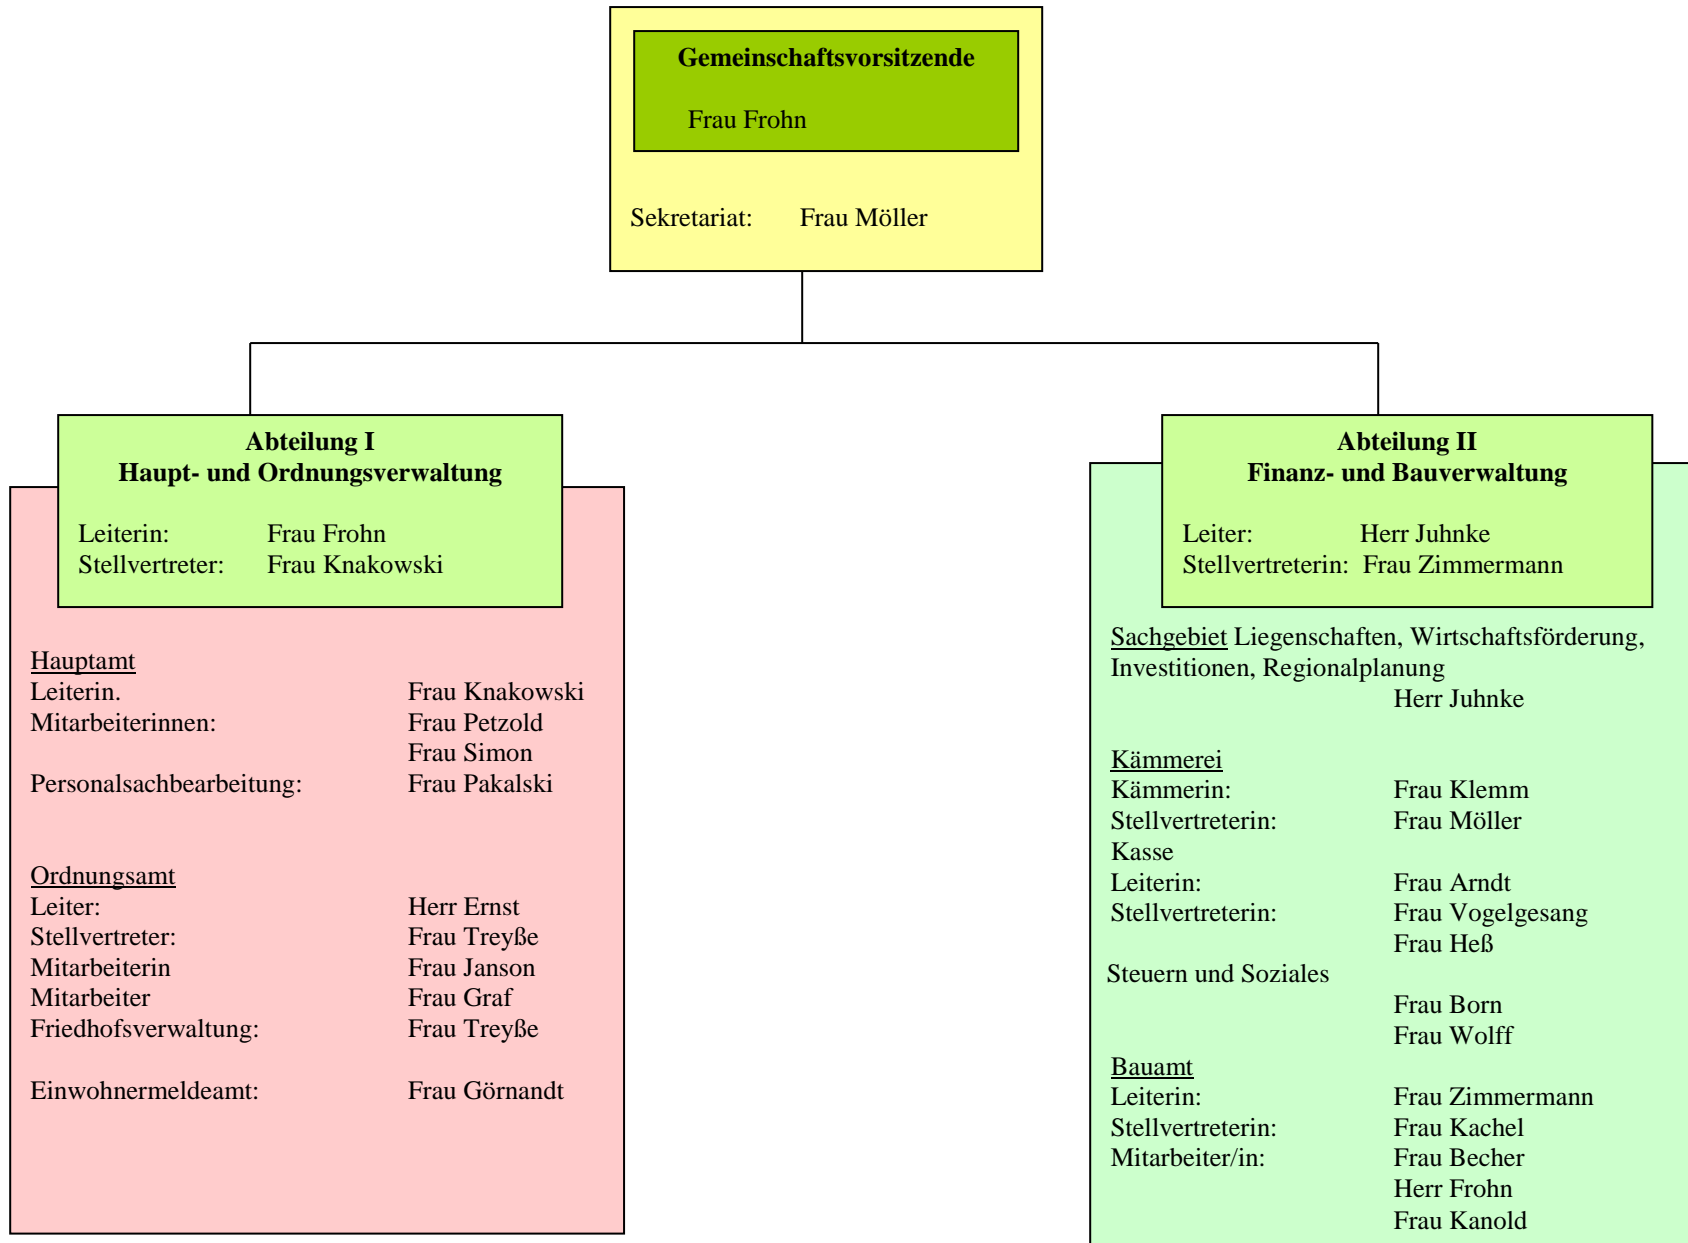 Gemeinschaftsvorsitzende
Frau Frohn
Sekretariat: Frau Möller
Abteilung I
Haupt- und Ordnungsverwaltung
Leiterin: Frau Frohn
Stellvertreter: Frau Knakowski
Hauptamt
Leiterin. Frau Knakowski
Mitarbeiterinnen: Frau Petzold
Frau Simon
Personalsachbearbeitung: Frau Pakalski
Ordnungsamt
Leiter: Herr Ernst
Stellvertreter: Frau Treyße
Mitarbeiterin Frau Janson
Mitarbeiter Frau Graf
Friedhofsverwaltung: Frau Treyße
Einwohnermeldeamt: Frau Görnandt
Abteilung II
Finanz- und Bauverwaltung
Leiter: Herr Juhnke
Stellvertreterin: Frau Zimmermann
Sachgebiet Liegenschaften, Wirtschaftsförderung,
Investitionen, Regionalplanung
Herr Juhnke
Kämmerei
Kämmerin: Frau Klemm
Stellvertreterin: Frau Möller
Kasse
Leiterin: Frau Arndt
Stellvertreterin: Frau Vogelgesang
Frau Heß
Steuern und Soziales
Frau Born
Frau Wolff
Bauamt
Leiterin: Frau Zimmermann
Stellvertreterin: Frau Kachel
Mitarbeiter/in: Frau Becher
Herr Frohn
Frau Kanold